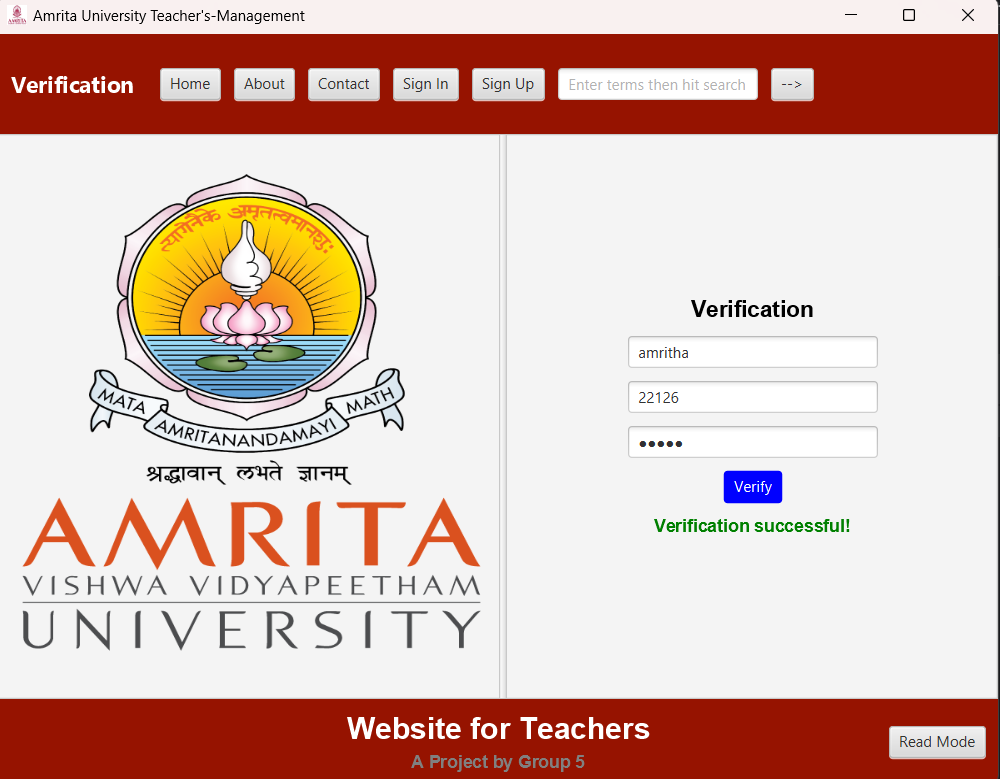 Amrita University Teacher's-Management
Verification Home About Contact Sign In Sign Up Enter terms then hit search -->
त्यागेनैके अमृतत्वमानशुः
MATA AMRITANANDAMAYI MATH
श्रद्धावान् लभते ज्ञानम्
AMRITA
VISHWA VIDYAPEETHAM
UNIVERSITY
Verification
amritha
22126
●●●●●
Verify
Verification successful!
Website for Teachers
A Project by Group 5
Read Mode